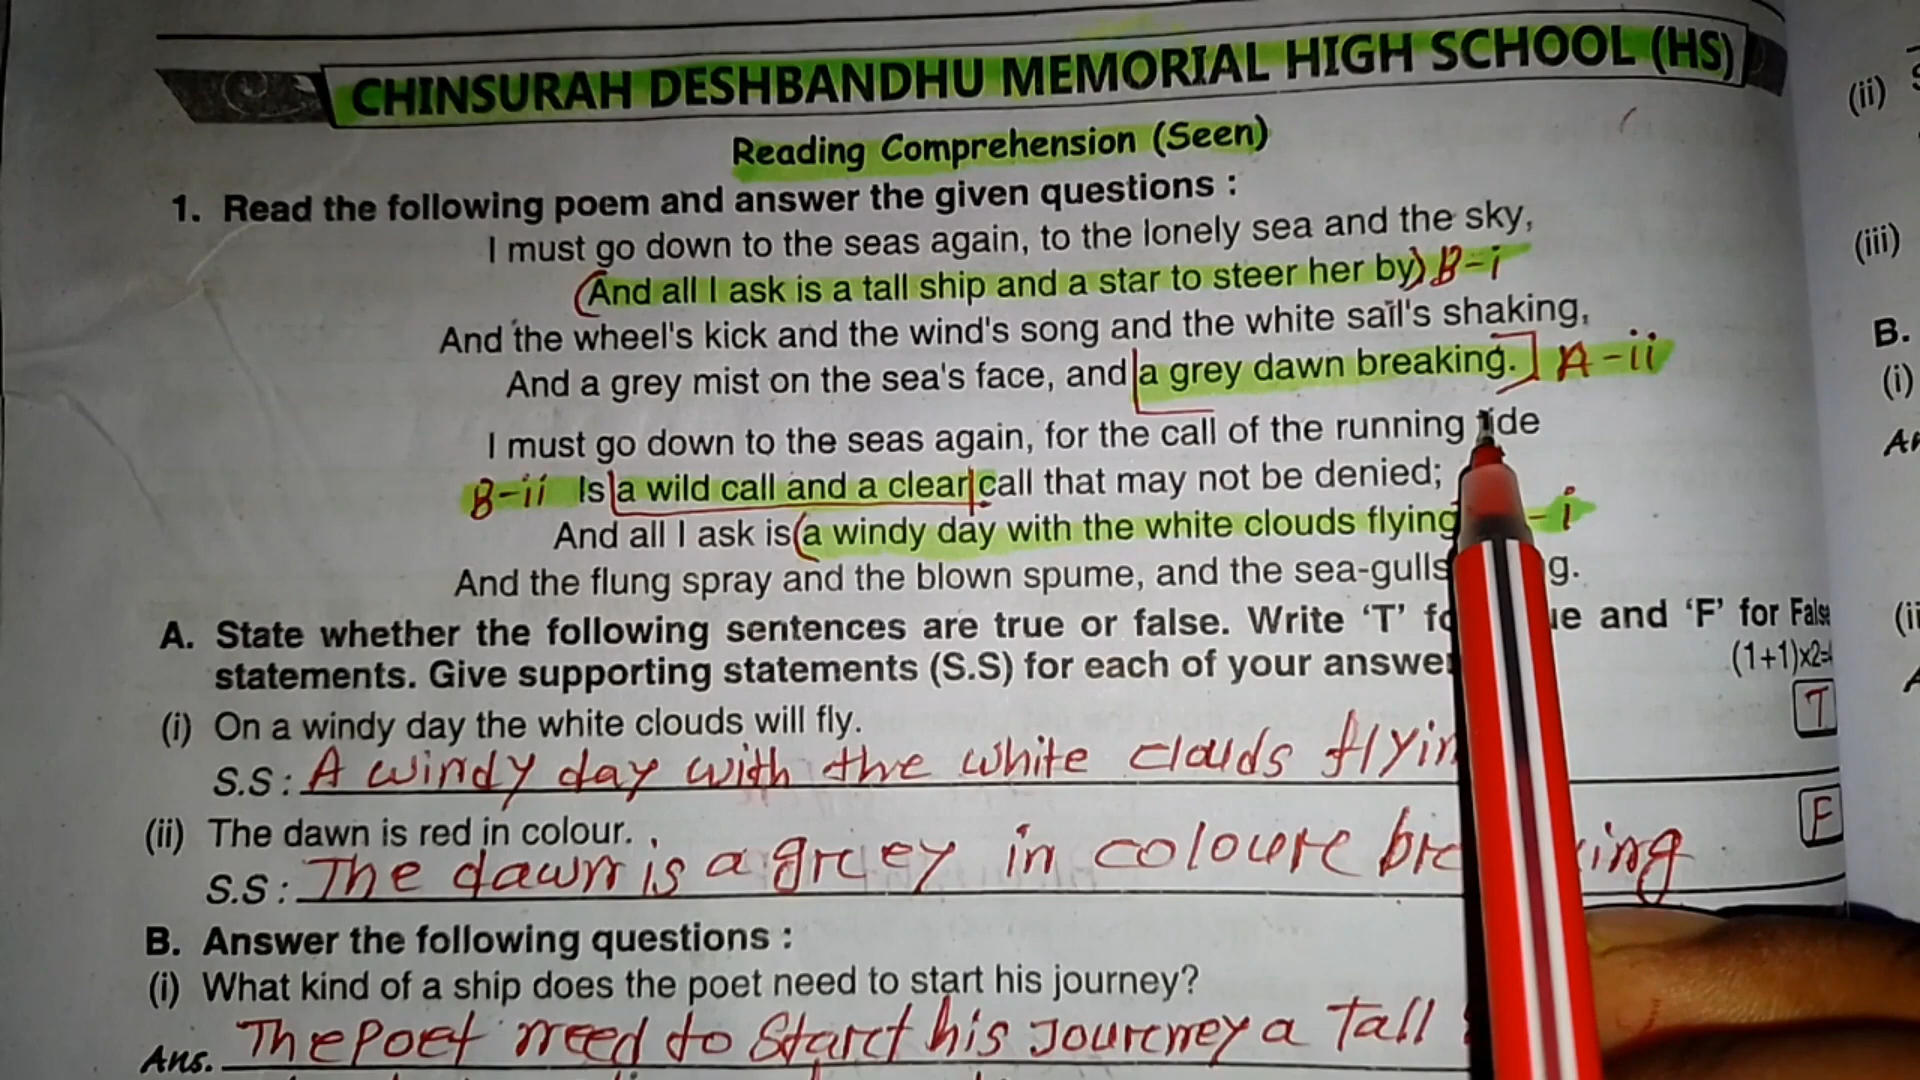 CHINSURAH DESHBANDHU MEMORIAL HIGH SCHOOL (HS)
Reading Comprehension (Seen)
1. Read the following poem and answer the given questions :
I must go down to the seas again, to the lonely sea and the sky,
(And all I ask is a tall ship and a star to steer her by) B-i
And the wheel's kick and the wind's song and the white sail's shaking,
And a grey mist on the sea's face, and a grey dawn breaking. A-ii
I must go down to the seas again, for the call of the running tide
B-ii Is a wild call and a clear call that may not be denied;
And all I ask is (a windy day with the white clouds flying - i
And the flung spray and the blown spume, and the sea-gulls
A. State whether the following sentences are true or false. Write 'T' and 'F' for False
statements. Give supporting statements (S.S) for each of your (1+1)x2=
(i) On a windy day the white clouds will fly. T
S.S : A windy day with the white clouds
(ii) The dawn is red in colour. F
S.S : The dawn is a grey in coloure
B. Answer the following questions :
(i) What kind of a ship does the poet need to start his journey?
Ans. The poet need to start his journey a tall
(ii)
(iii)
B.
(i)